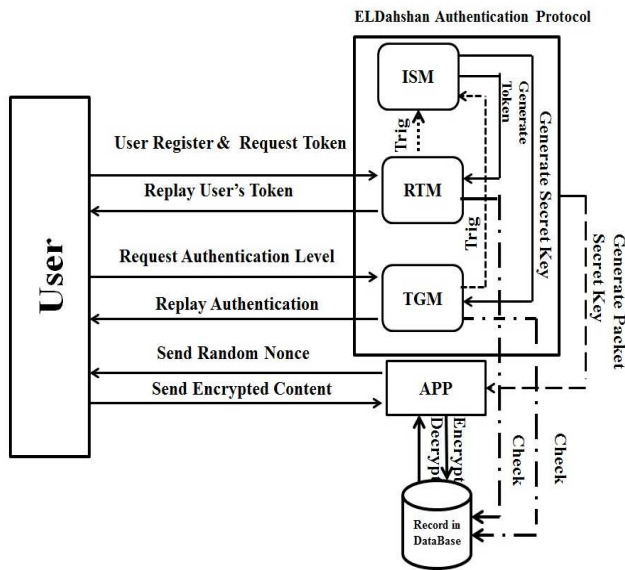 ELDahshan Authentication Protocol
ISM
Generate
Token
Generate Secret Key
Trig
User Register & Request Token
RTM
Replay User's Token
Trig
Generate Packet
Secret Key
User
Request Authentication Level
TGM
Replay Authentication
Send Random Nonce
APP
Send Encrypted Content
Decrypt
Encrypt
Check
Check
Record in
DataBase